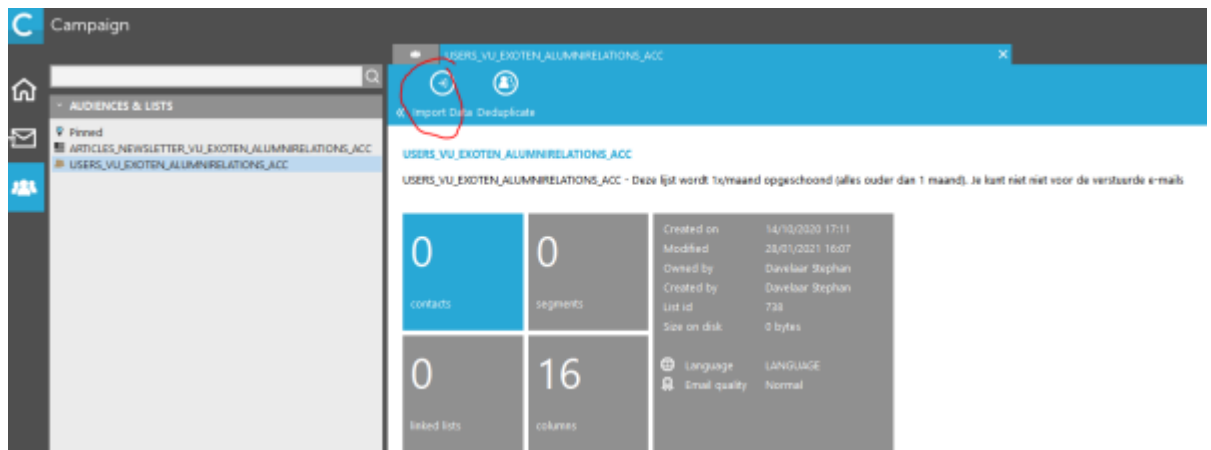 C Campaign
USERS_VU_EXOTEN_ALUMNIRELATIONS_ACC ×
« Import Data Deduplicate
AUDIENCES & LISTS
Pinned
ARTICLES_NEWSLETTER_VU_EXOTEN_ALUMNIRELATIONS_ACC
USERS_VU_EXOTEN_ALUMNIRELATIONS_ACC
USERS_VU_EXOTEN_ALUMNIRELATIONS_ACC
USERS_VU_EXOTEN_ALUMNIRELATIONS_ACC - Deze lijst wordt 1x/maand opgeschoond (alles ouder dan 1 maand). Je kunt niet niet voor de verstuurde e-mails
0
contacts
0
segments
Created on 14/10/2020 17:11
Modified 28/01/2021 16:07
Owned by Davelaar Stephan
Created by Davelaar Stephan
List id 738
Size on disk 0 bytes
Language LANGUAGE
Email quality Normal
0
linked lists
16
columns